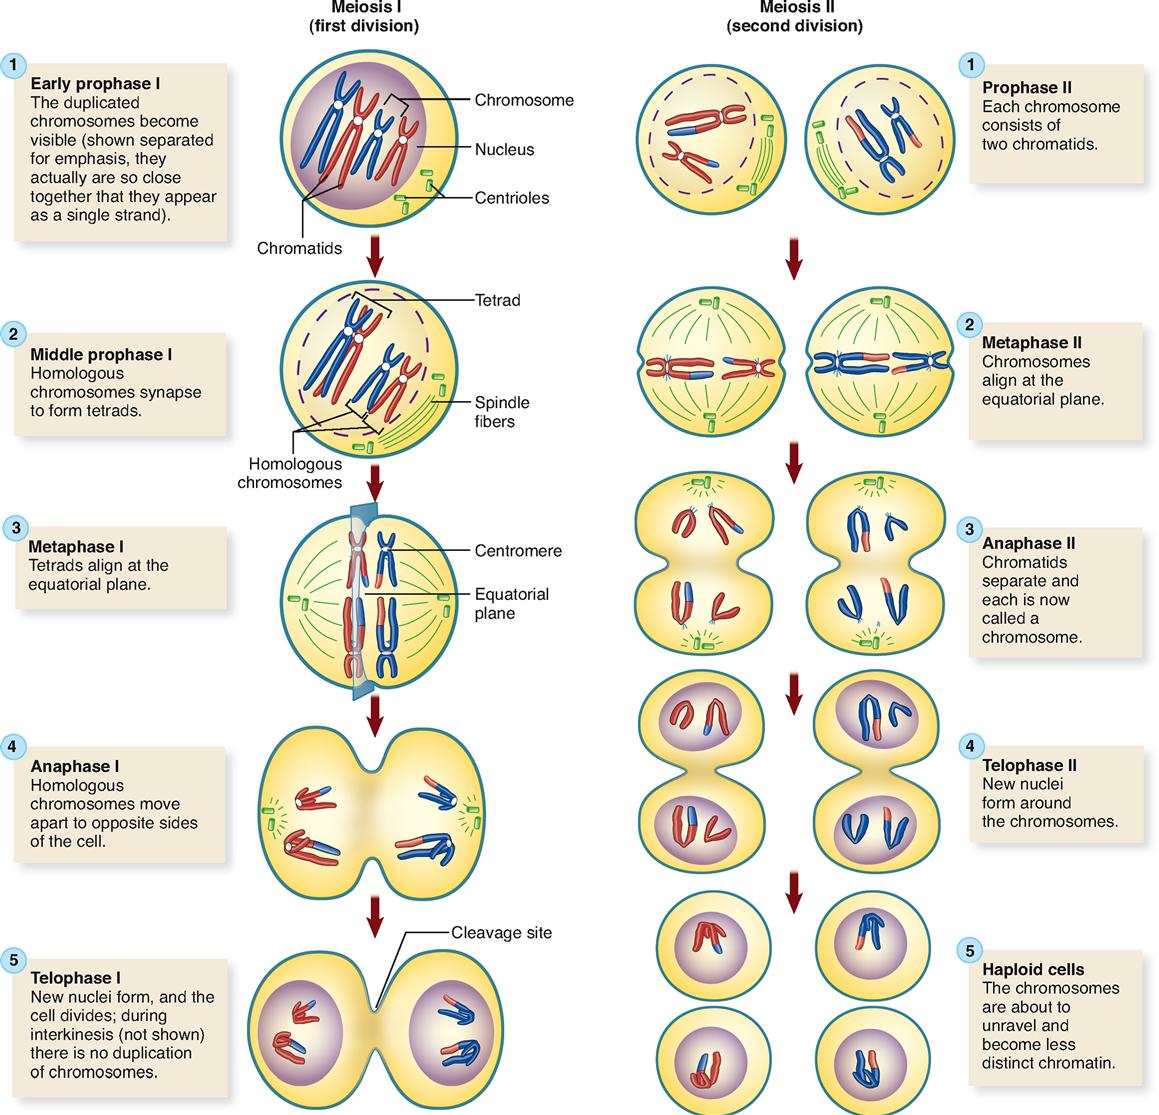 Meiosis I
(first division)
1
Early prophase I
The duplicated
chromosomes become
visible (shown separated
for emphasis, they
actually are so close
together that they appear
as a single strand).
Chromosome
Nucleus
Centrioles
Chromatids
2
Middle prophase I
Homologous
chromosomes synapse
to form tetrads.
Tetrad
Spindle
fibers
Homologous
chromosomes
3
Metaphase I
Tetrads align at the
equatorial plane.
Centromere
Equatorial
plane
4
Anaphase I
Homologous
chromosomes move
apart to opposite sides
of the cell.
5
Telophase I
New nuclei form, and the
cell divides; during
interkinesis (not shown)
there is no duplication
of chromosomes.
Cleavage site
Meiosis II
(second division)
1
Prophase II
Each chromosome
consists of
two chromatids.
2
Metaphase II
Chromosomes
align at the
equatorial plane.
3
Anaphase II
Chromatids
separate and
each is now
called a
chromosome.
4
Telophase II
New nuclei
form around
the chromosomes.
5
Haploid cells
The chromosomes
are about to
unravel and
become less
distinct chromatin.